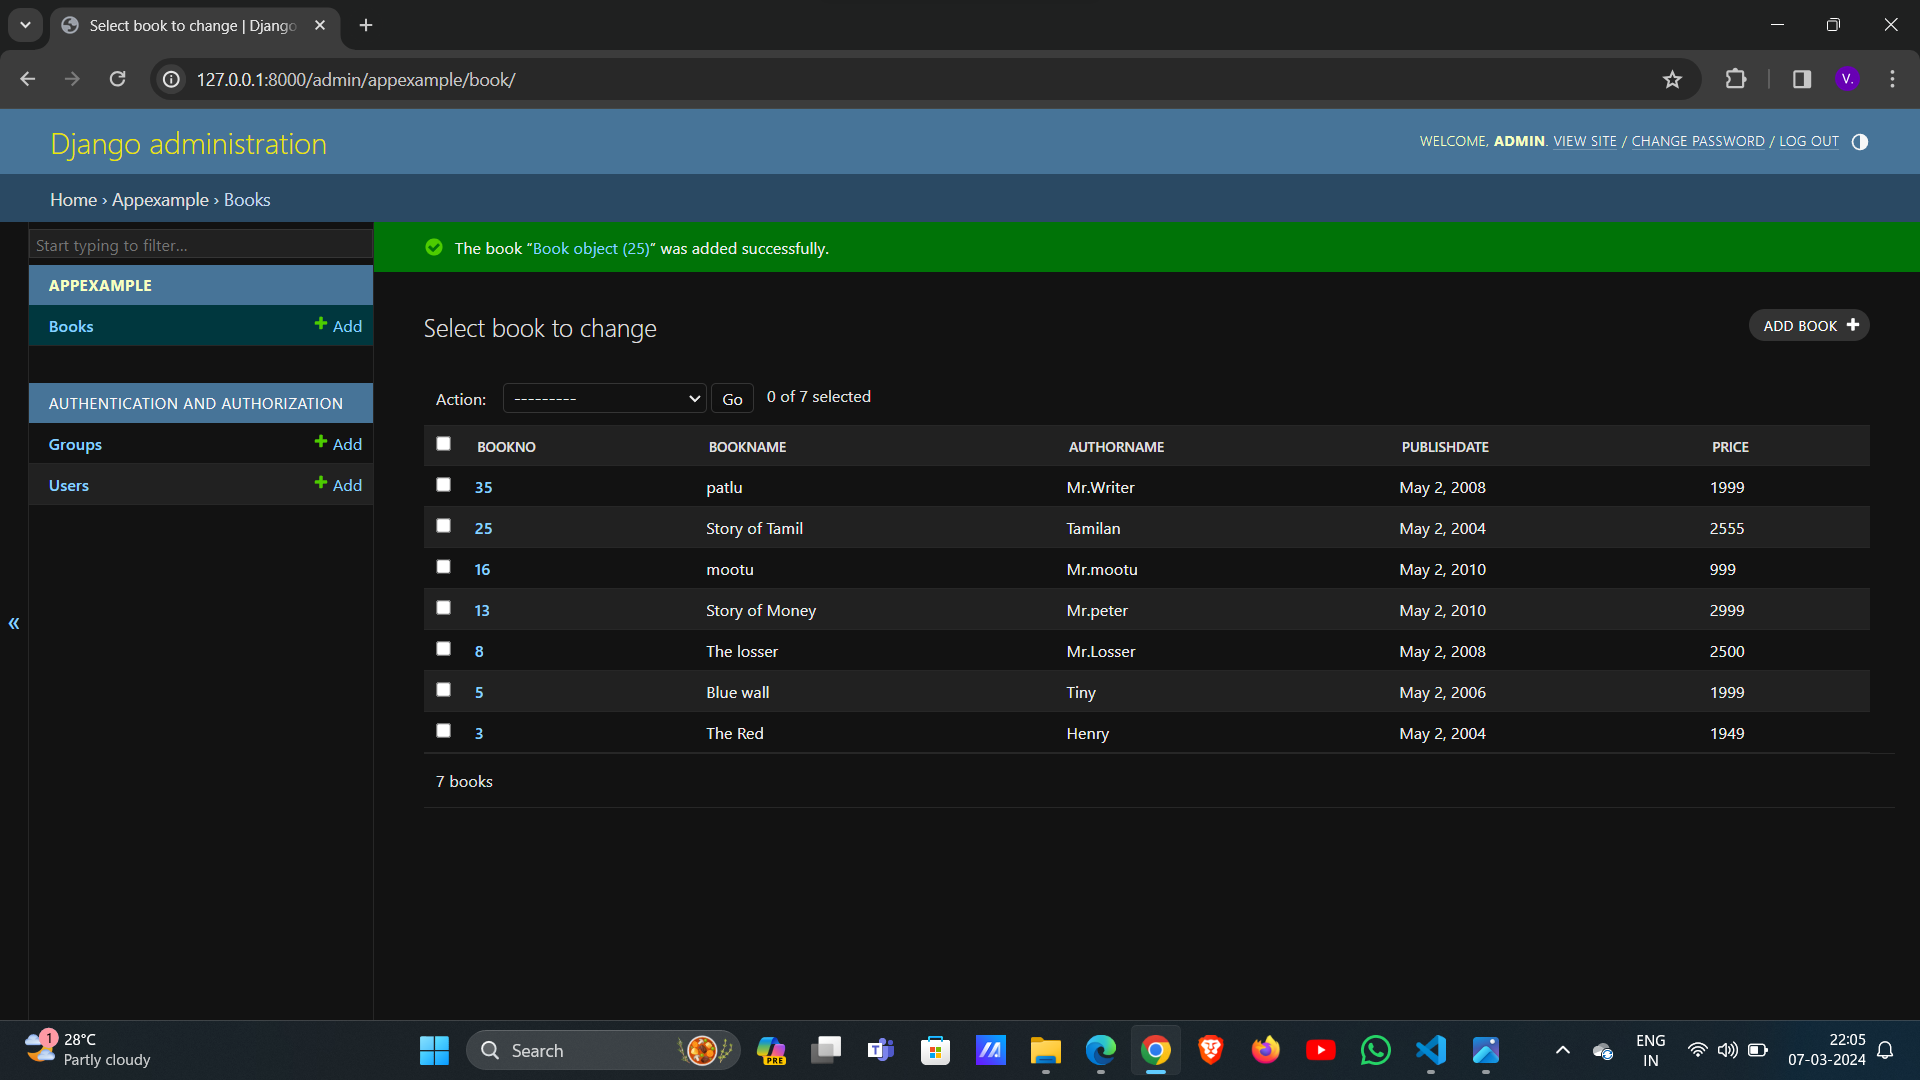 Select book to change | Django
127.0.0.1:8000/admin/appexample/book/
V.
Django administration
WELCOME, ADMIN. VIEW SITE / CHANGE PASSWORD / LOG OUT
Home › Appexample › Books
Start typing to filter...
The book “Book object (25)” was added successfully.
APPEXAMPLE
Books Add
AUTHENTICATION AND AUTHORIZATION
Groups Add
Users Add
«
Select book to change
ADD BOOK
Action: --------- Go 0 of 7 selected
BOOKNO BOOKNAME AUTHORNAME PUBLISHDATE PRICE
35 patlu Mr.Writer May 2, 2008 1999
25 Story of Tamil Tamilan May 2, 2004 2555
16 mootu Mr.mootu May 2, 2010 999
13 Story of Money Mr.peter May 2, 2010 2999
8 The losser Mr.Losser May 2, 2008 2500
5 Blue wall Tiny May 2, 2006 1999
3 The Red Henry May 2, 2004 1949
7 books
1
28°C
Partly cloudy
Search
PRE
ENG
IN
22:05
07-03-2024